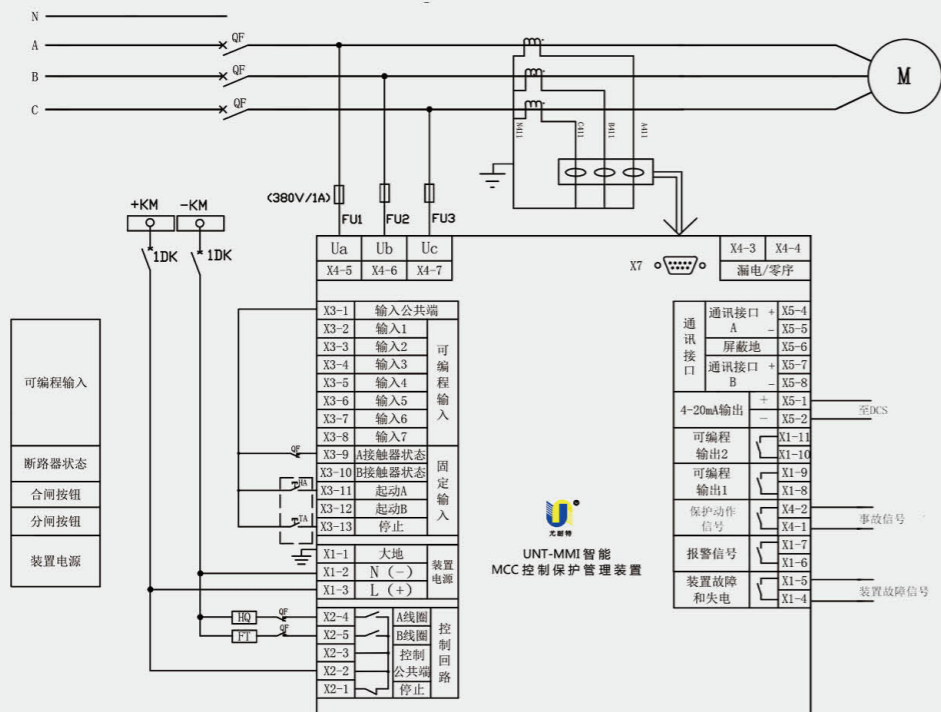 N
A QF
B QF
C QF
M
N411 C411 B411 A411
(380V/1A) FU1 FU2 FU3
+KM -KM
1DK 1DK
Ua Ub Uc
X4-5 X4-6 X4-7
X7
X4-3 X4-4
漏电/零序
可编程输入
断路器状态
合闸按钮
分闸按钮
装置电源
X3-1 输入公共端
X3-2 输入1
X3-3 输入2
X3-4 输入3
X3-5 输入4
X3-6 输入5
X3-7 输入6
X3-8 输入7
可编程输入
QF X3-9 A接触器状态
X3-10 B接触器状态
HA X3-11 起动A
X3-12 起动B
TA X3-13 停止
固定输入
X1-1 大地
X1-2 N (-)
X1-3 L (+)
装置电源
HQ QF X2-4 A线圈
FT QF X2-5 B线圈
X2-3 控制
X2-2 公共端
X2-1 停止
控制回路
尤耐特
UNT-MMI智能
MCC控制保护管理装置
通讯接口
通讯接口 + X5-4
A - X5-5
屏蔽地 X5-6
通讯接口 + X5-7
B - X5-8
4-20mA输出 + X5-1
- X5-2
至DCS
可编程 X1-11
输出2 X1-10
可编程 X1-9
输出1 X1-8
保护动作 X4-2
信号 X4-1
事故信号
报警信号 X1-7
X1-6
装置故障 X1-5
和失电 X1-4
装置故障信号